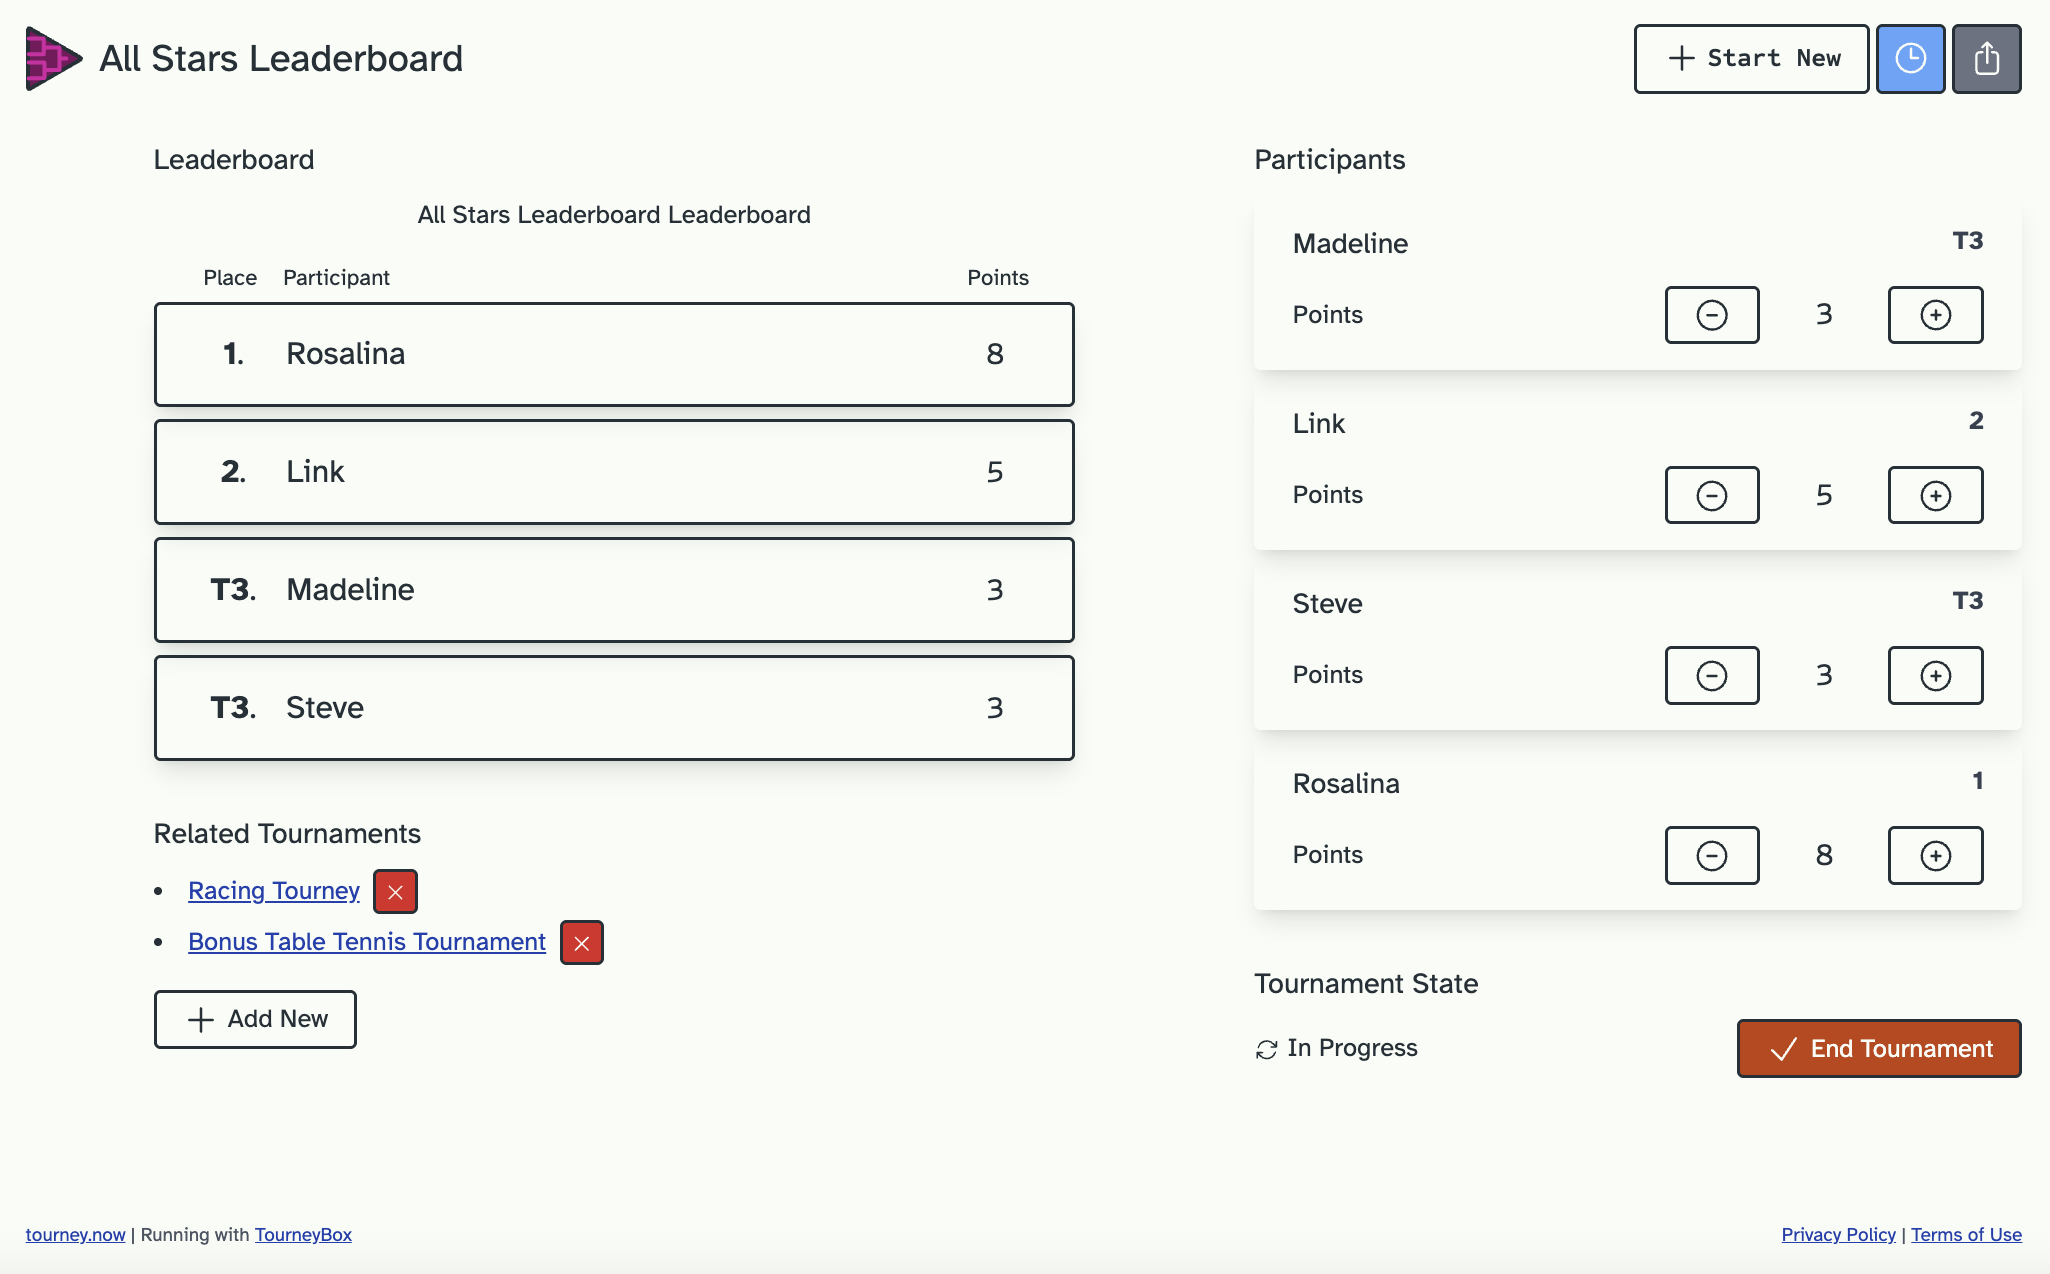 All Stars Leaderboard
Start New
Leaderboard
All Stars Leaderboard Leaderboard
Place Participant Points
1. Rosalina 8
2. Link 5
T3. Madeline 3
T3. Steve 3
Related Tournaments
• Racing Tourney
• Bonus Table Tennis Tournament
Add New
Participants
Madeline T3
Points 3
Link 2
Points 5
Steve T3
Points 3
Rosalina 1
Points 8
Tournament State
In Progress End Tournament
tourney.now | Running with TourneyBox
Privacy Policy | Terms of Use